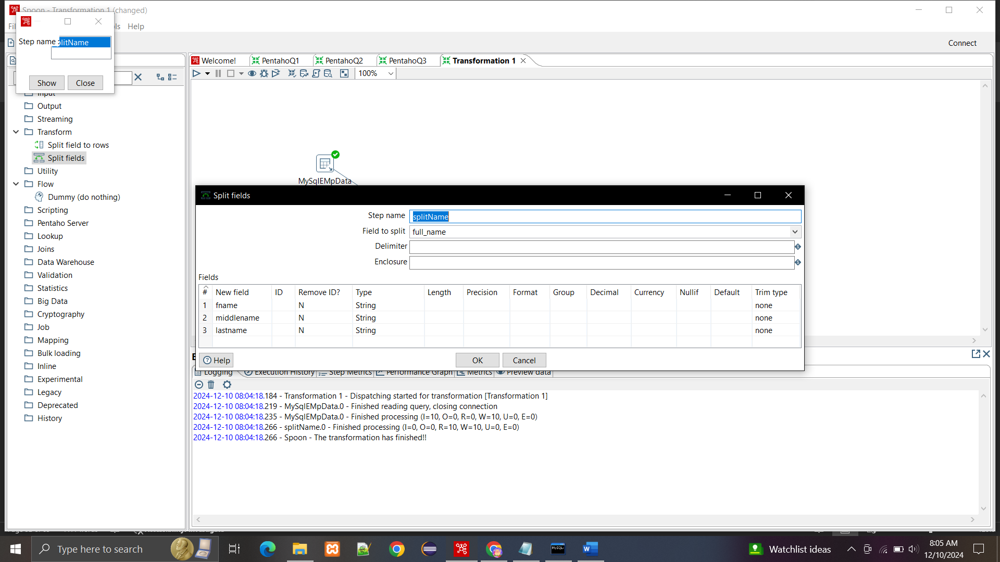 Spoon - Transformation 1 (changed)
Fil
ls Help
Step name :
plitName
Show Close
Connect
Welcome! PentahoQ1 PentahoQ2 PentahoQ3 Transformation 1
100%
Input
Output
Streaming
Transform
Split field to rows
Split fields
Utility
Flow
Dummy (do nothing)
Scripting
Pentaho Server
Lookup
Joins
Data Warehouse
Validation
Statistics
Big Data
Cryptography
Job
Mapping
Bulk loading
Inline
Experimental
Legacy
Deprecated
History
MySqlEMpData
Split fields
Step name splitName
Field to split full_name
Delimiter
Enclosure
Fields
# New field ID Remove ID? Type Length Precision Format Group Decimal Currency Nullif Default Trim type
1 fname N String none
2 middlename N String none
3 lastname N String none
Help OK Cancel
Logging Execution History Step Metrics Performance Graph Metrics Preview data
2024-12-10 08:04:18.184 - Transformation 1 - Dispatching started for transformation [Transformation 1]
2024-12-10 08:04:18.219 - MySqlEMpData.0 - Finished reading query, closing connection
2024-12-10 08:04:18.235 - MySqlEMpData.0 - Finished processing (I=10, O=0, R=0, W=10, U=0, E=0)
2024-12-10 08:04:18.266 - splitName.0 - Finished processing (I=0, O=0, R=10, W=10, U=0, E=0)
2024-12-10 08:04:18.266 - Spoon - The transformation has finished!!
Type here to search
Watchlist ideas
8:05 AM
12/10/2024